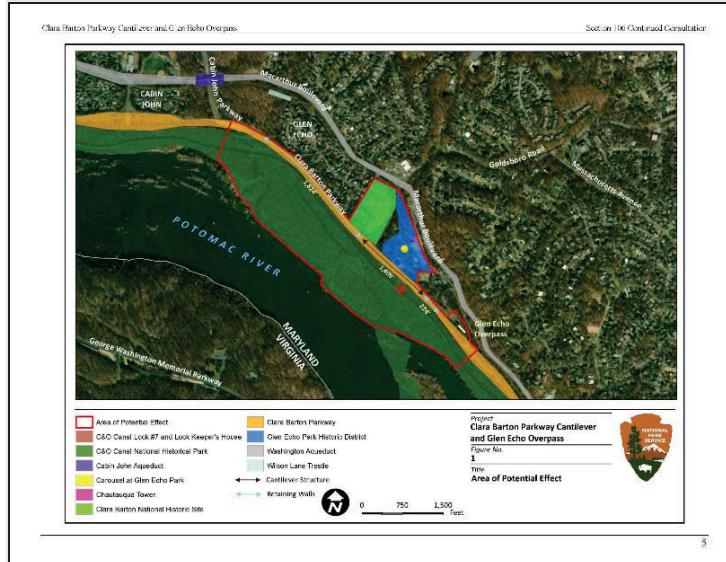 Clara Barton Parkway Cantilever and Glen Echo Overpass
Section 106 Continued Consultation
Cabin John Parkway
Macarthur Boulevard
CABIN
JOHN
GLEN
ECHO
Goldsboro Road
Massachusetts Avenue
Clara Barton Parkway
Macarthur Boulevard
POTOMAC RIVER
1,406'
224'
Glen Echo
Overpass
MARYLAND
VIRGINIA
George Washington Memorial Parkway
Area of Potential Effect
C&O Canal Lock #7 and Lock Keeper's House
C&O Canal National Historical Park
Cabin John Aqueduct
Carousel at Glen Echo Park
Chautauqua Tower
Clara Barton National Historic Site
Clara Barton Parkway
Glen Echo Park Historic District
Washington Aqueduct
Wilson Lane Trestle
Cantilever Structure
Retaining Walls
N
0 750 1,500
Feet
Project
Clara Barton Parkway Cantilever
and Glen Echo Overpass
Figure No.
1
Title
Area of Potential Effect
NATIONAL
PARK
SERVICE
5